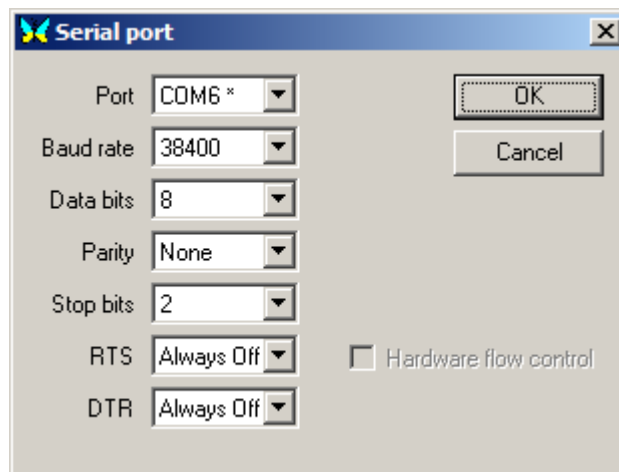 Serial port
Port COM6 * OK
Baud rate 38400 Cancel
Data bits 8
Parity None
Stop bits 2
RTS Always Off Hardware flow control
DTR Always Off